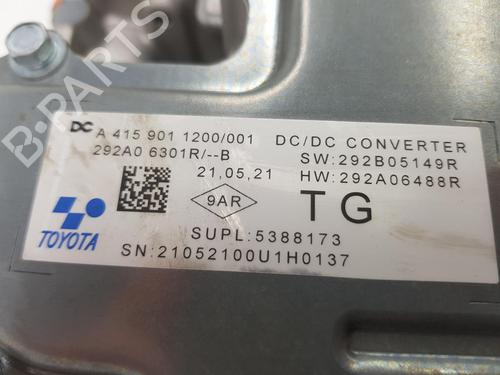 DC A 415 901 1200/001 DC/DC CONVERTER
292A0 6301R/--B SW:292B05149R
21,05,21 HW:292A06488R
9AR TG
TOYOTA
SUPL:5388173
SN:21052100U1H0137
B-PARTS